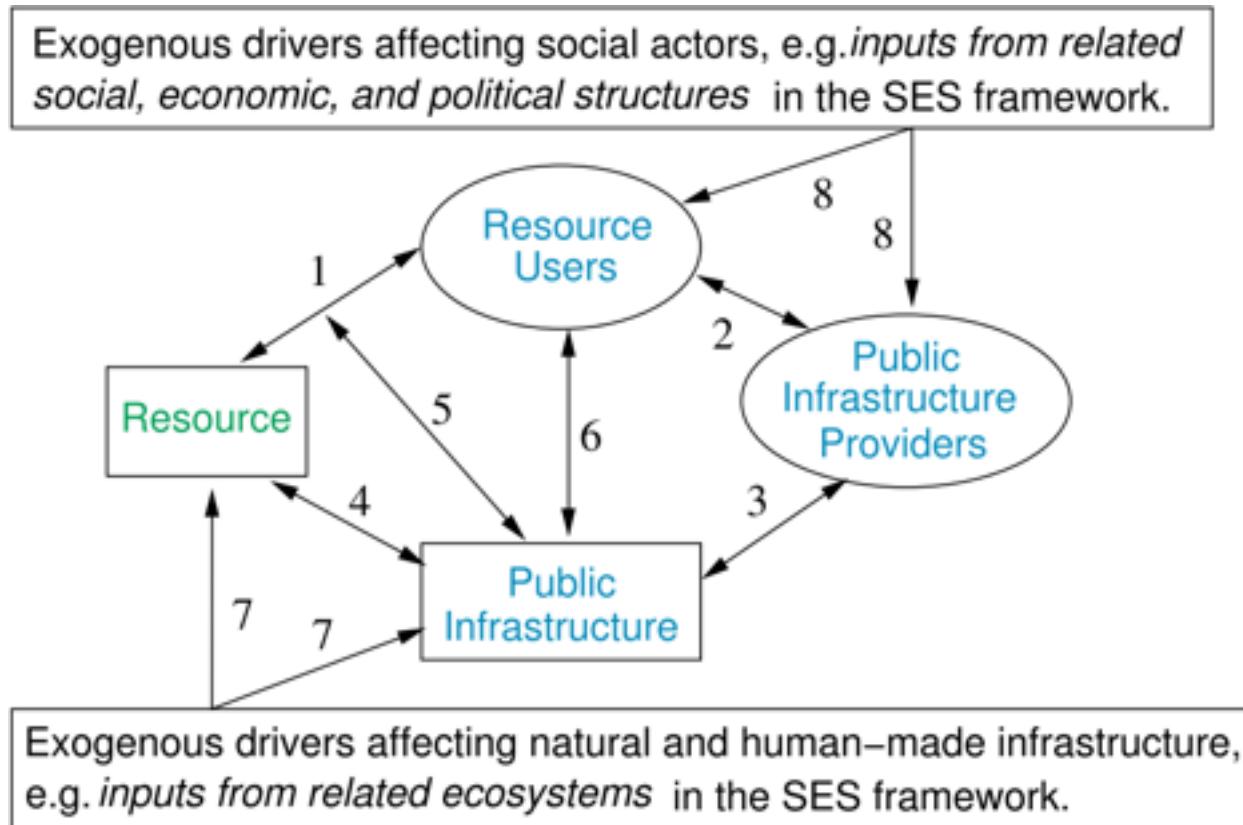 Exogenous drivers affecting social actors, e.g.inputs from related
social, economic, and political structures in the SES framework.
8
8
Resource
Users
1
2
Public
Infrastructure
Providers
Resource
5
6
4
3
Public
Infrastructure
7
7
Exogenous drivers affecting natural and human−made infrastructure,
e.g. inputs from related ecosystems in the SES framework.